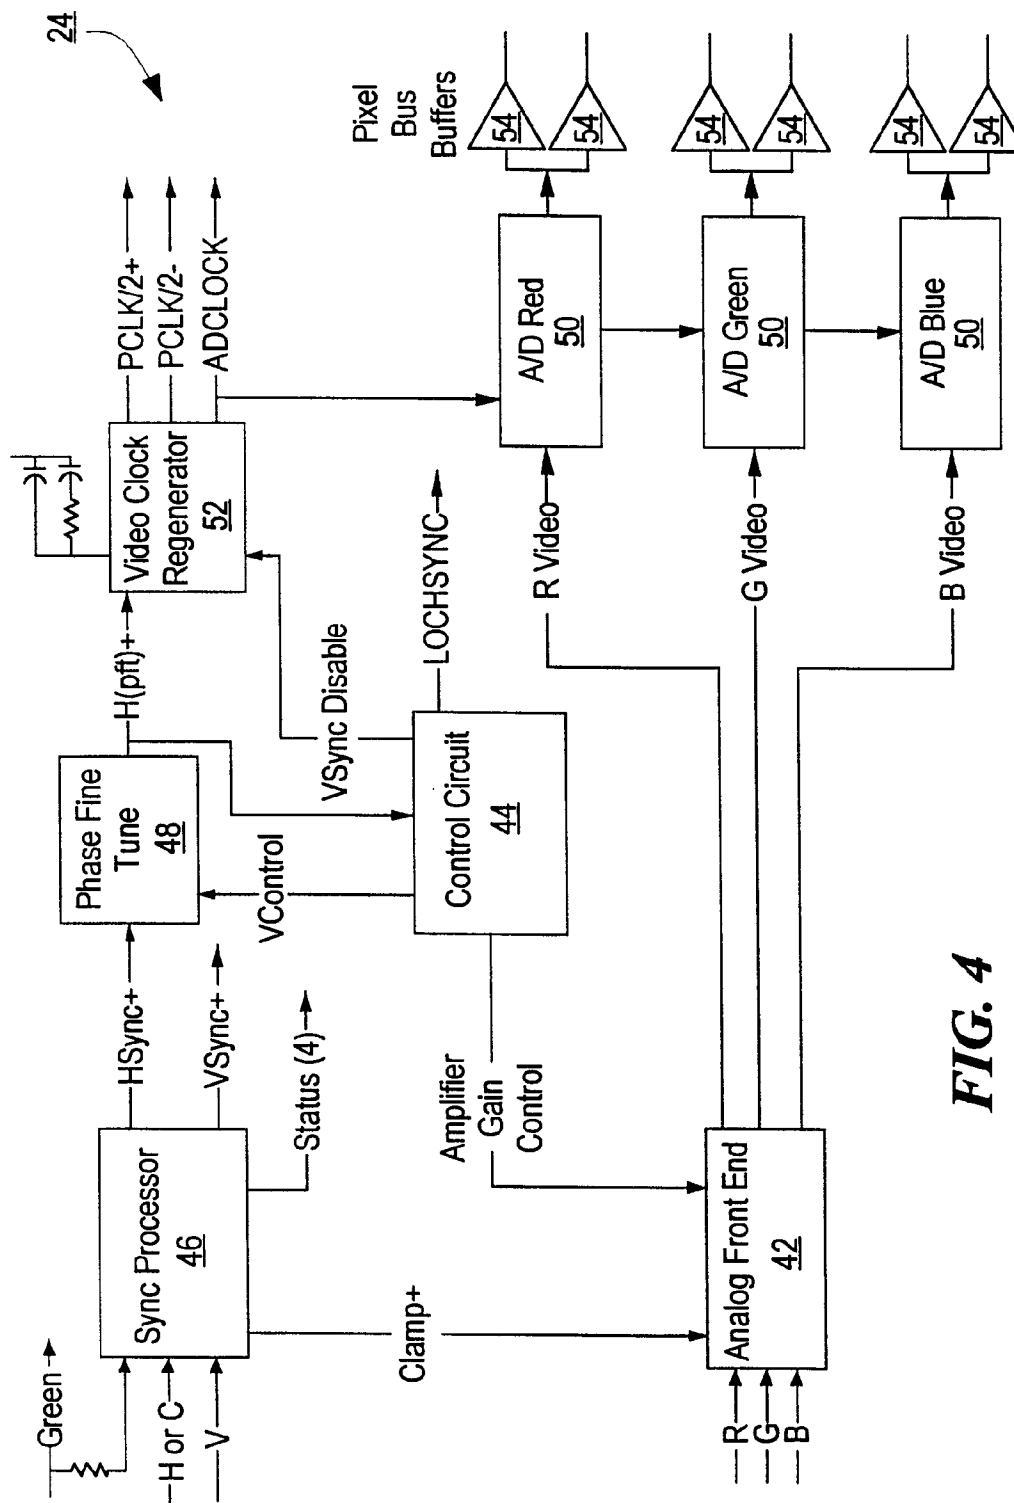 24
Green
H or C
V
Sync Processor
46
HSync+
VSync+
Status (4)
Clamp+
Phase Fine
Tune
48
H(pft)+
VControl
VSync Disable
Video Clock
Regenerator
52
PCLK/2+
PCLK/2-
ADCLOCK
Control Circuit
44
LOCHSYNC
Amplifier
Gain
Control
R
G
B
Analog Front End
42
R Video
G Video
B Video
A/D Red
50
A/D Green
50
A/D Blue
50
Pixel
Bus
Buffers
54
54
54
54
54
54
FIG. 4